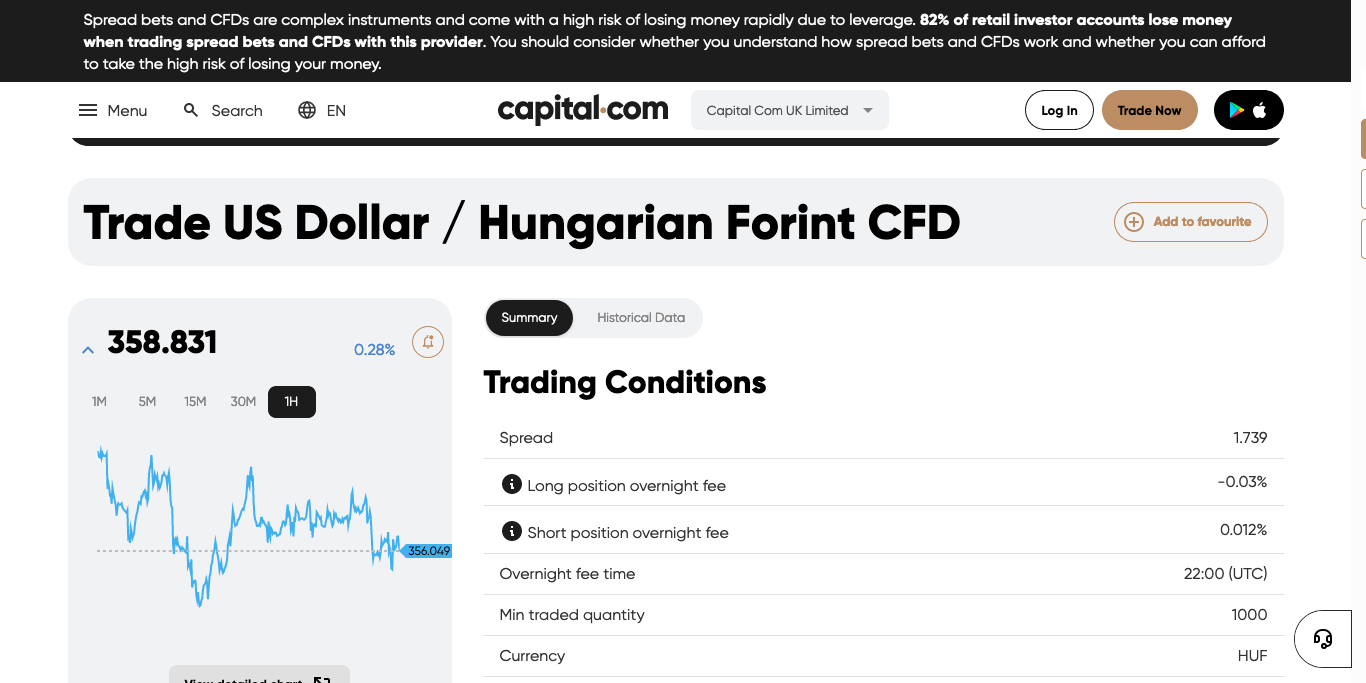 Spread bets and CFDs are complex instruments and come with a high risk of losing money rapidly due to leverage. 82% of retail investor accounts lose money
when trading spread bets and CFDs with this provider. You should consider whether you understand how spread bets and CFDs work and whether you can afford
to take the high risk of losing your money.
Menu Search EN capital.com Capital Com UK Limited Log In Trade Now
Trade US Dollar / Hungarian Forint CFD
Add to favourite
358.831
0.28%
1M 5M 15M 30M 1H
356.049
View detailed chart
Summary Historical Data
Trading Conditions
Spread 1.739
Long position overnight fee -0.03%
Short position overnight fee 0.012%
Overnight fee time 22:00 (UTC)
Min traded quantity 1000
Currency HUF